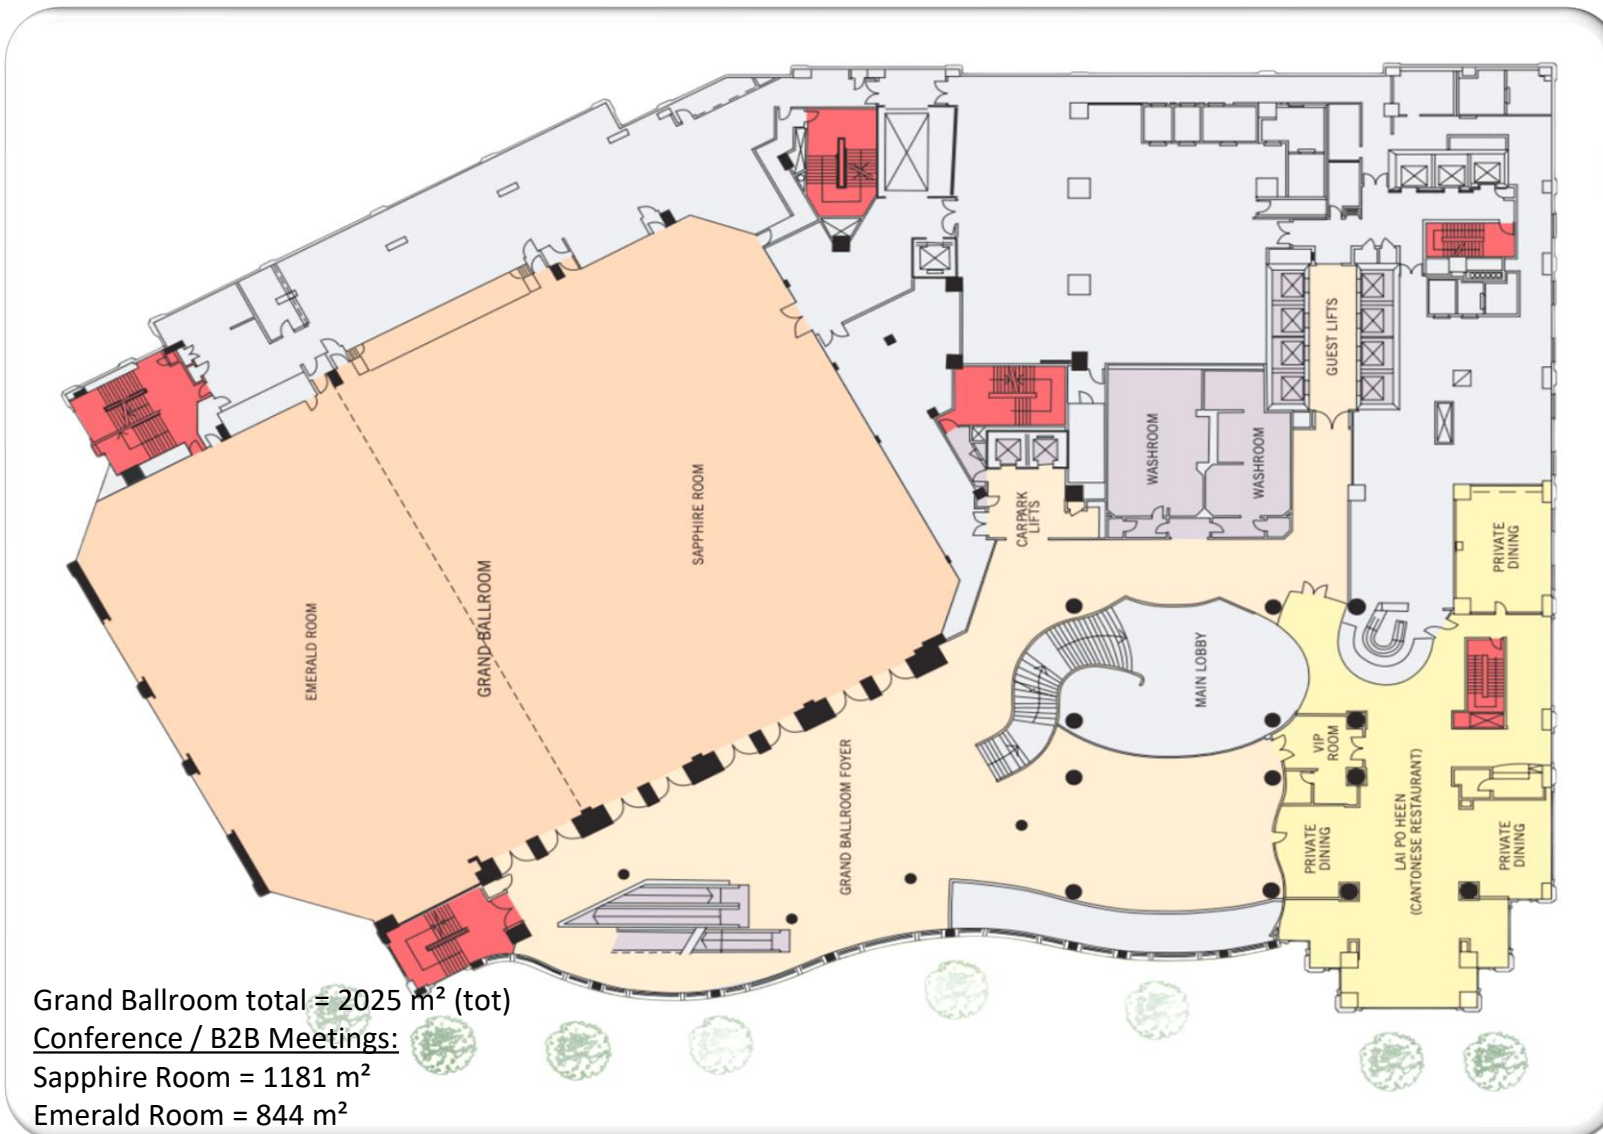 GUEST LIFTS
WASHROOM
WASHROOM
CARPARK
LIFTS
SAPPHIRE ROOM
GRAND BALLROOM
EMERALD ROOM
PRIVATE
DINING
MAIN LOBBY
VIP
ROOM
GRAND BALLROOM FOYER
PRIVATE
DINING
LAI PO HEEN
(CANTONESE RESTAURANT)
PRIVATE
DINING
Grand Ballroom total = 2025 m² (tot)
Conference / B2B Meetings:
Sapphire Room = 1181 m²
Emerald Room = 844 m²